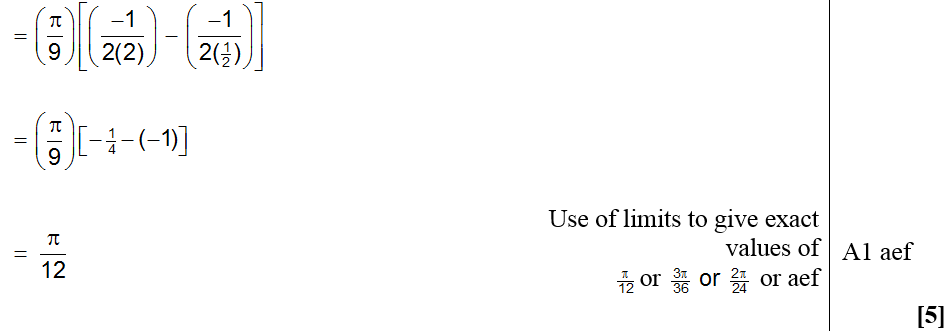 = (π/9)[(-1/2(2)) - (-1/2(1/2))]
= (π/9)[-1/4 - (-1)]
Use of limits to give exact
values of
= π/12
π/12 or 3π/36 or 2π/24 or aef
A1 aef
[5]